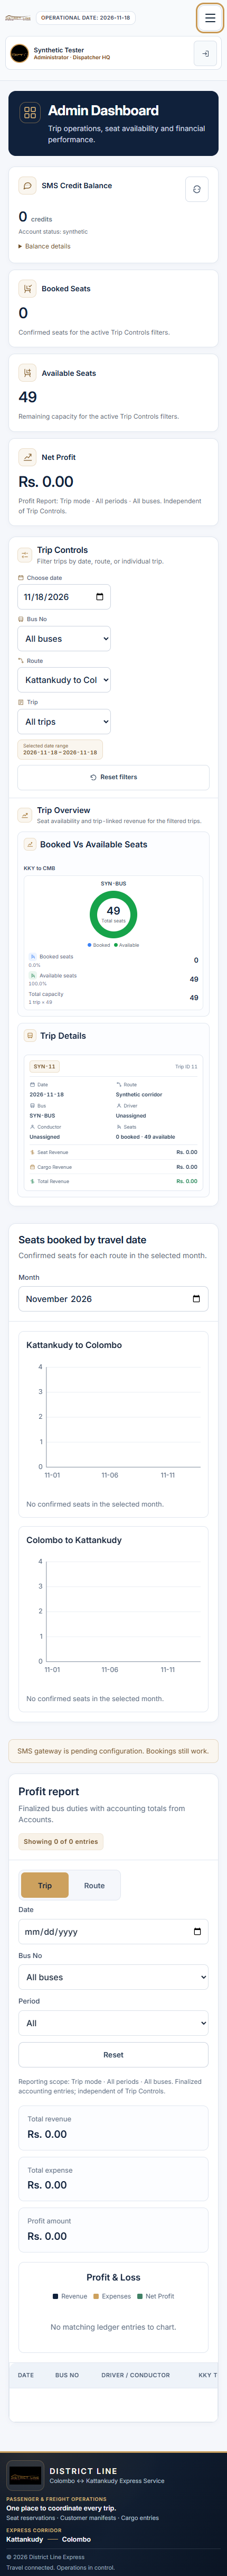 OPERATIONAL DATE: 2026-11-18
Synthetic Tester
Administrator · Dispatcher HQ
Admin Dashboard
Trip operations, seat availability and financial
performance.
SMS Credit Balance
0 credits
Account status: synthetic
Balance details
Booked Seats
0
Confirmed seats for the active Trip Controls filters.
Available Seats
49
Remaining capacity for the active Trip Controls filters.
Net Profit
Rs. 0.00
Profit Report: Trip mode · All periods · All buses. Independent
of Trip Controls.
Trip Controls
Filter trips by date, route, or individual trip.
Choose date
11/18/2026
Bus No
All buses
Route
Kattankudy to Col
Trip
All trips
Selected date range
2026-11-18 – 2026-11-18
Reset filters
Trip Overview
Seat availability and trip-linked revenue for the filtered trips.
Booked Vs Available Seats
KKY to CMB
SYN-BUS
49
Total seats
Booked Available
Booked seats
0.0%
0
Available seats
100.0%
49
Total capacity
1 trip × 49
49
Trip Details
SYN-11
Trip ID 11
Date
2026-11-18
Route
Synthetic corridor
Bus
SYN-BUS
Driver
Unassigned
Conductor
Unassigned
Seats
0 booked · 49 available
Seat Revenue Rs. 0.00
Cargo Revenue Rs. 0.00
Total Revenue Rs. 0.00
Seats booked by travel date
Confirmed seats for each route in the selected month.
Month
November 2026
Kattankudy to Colombo
4
3
2
1
0
11-01 11-06 11-11
No confirmed seats in the selected month.
Colombo to Kattankudy
4
3
2
1
0
11-01 11-06 11-11
No confirmed seats in the selected month.
SMS gateway is pending configuration. Bookings still work.
Profit report
Finalized bus duties with accounting totals from
Accounts.
Showing 0 of 0 entries
Trip Route
Date
mm/dd/yyyy
Bus No
All buses
Period
All
Reset
Reporting scope: Trip mode · All periods · All buses. Finalized
accounting entries; independent of Trip Controls.
Total revenue
Rs. 0.00
Total expense
Rs. 0.00
Profit amount
Rs. 0.00
Profit & Loss
Revenue Expenses Net Profit
No matching ledger entries to chart.
DATE BUS NO DRIVER / CONDUCTOR KKY T
DISTRICT LINE
Colombo ↔ Kattankudy Express Service
PASSENGER & FREIGHT OPERATIONS
One place to coordinate every trip.
Seat reservations · Customer manifests · Cargo entries
EXPRESS CORRIDOR
Kattankudy — Colombo
© 2026 District Line Express
Travel connected. Operations in control.